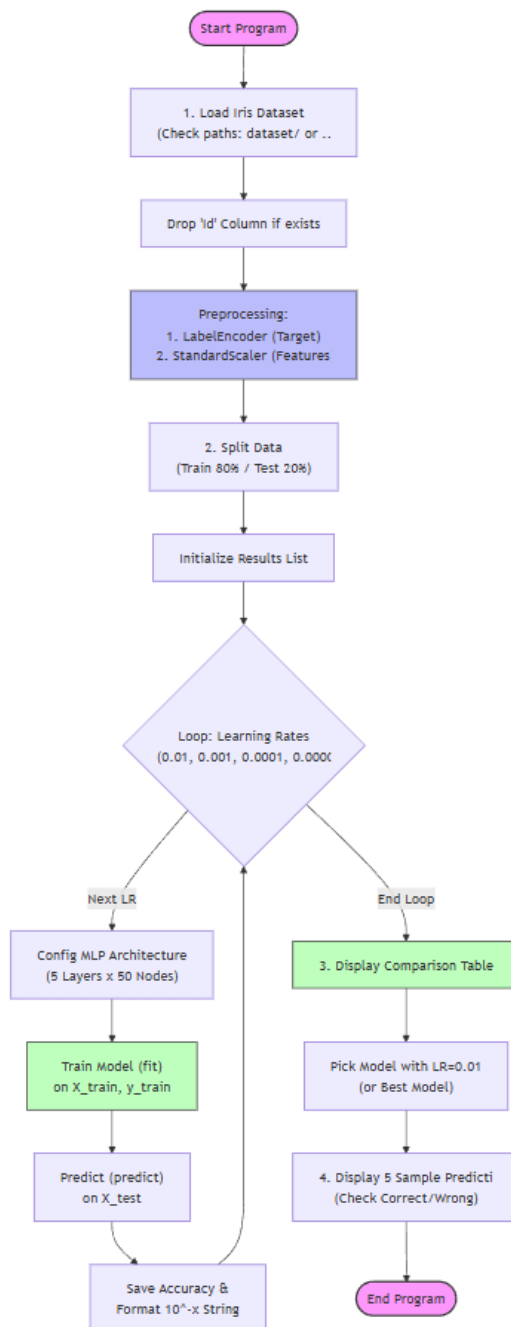 Start Program
1. Load Iris Dataset
(Check paths: dataset/ or ..
Drop 'Id' Column if exists
Preprocessing:
1. LabelEncoder (Target)
2. StandardScaler (Features
2. Split Data
(Train 80% / Test 20%)
Initialize Results List
Loop: Learning Rates
(0.01, 0.001, 0.0001, 0.0000
Next LR
End Loop
Config MLP Architecture
(5 Layers x 50 Nodes)
3. Display Comparison Table
Train Model (fit)
on X_train, y_train
Pick Model with LR=0.01
(or Best Model)
Predict (predict)
on X_test
4. Display 5 Sample Predicti
(Check Correct/Wrong)
Save Accuracy &
Format 10^-x String
End Program